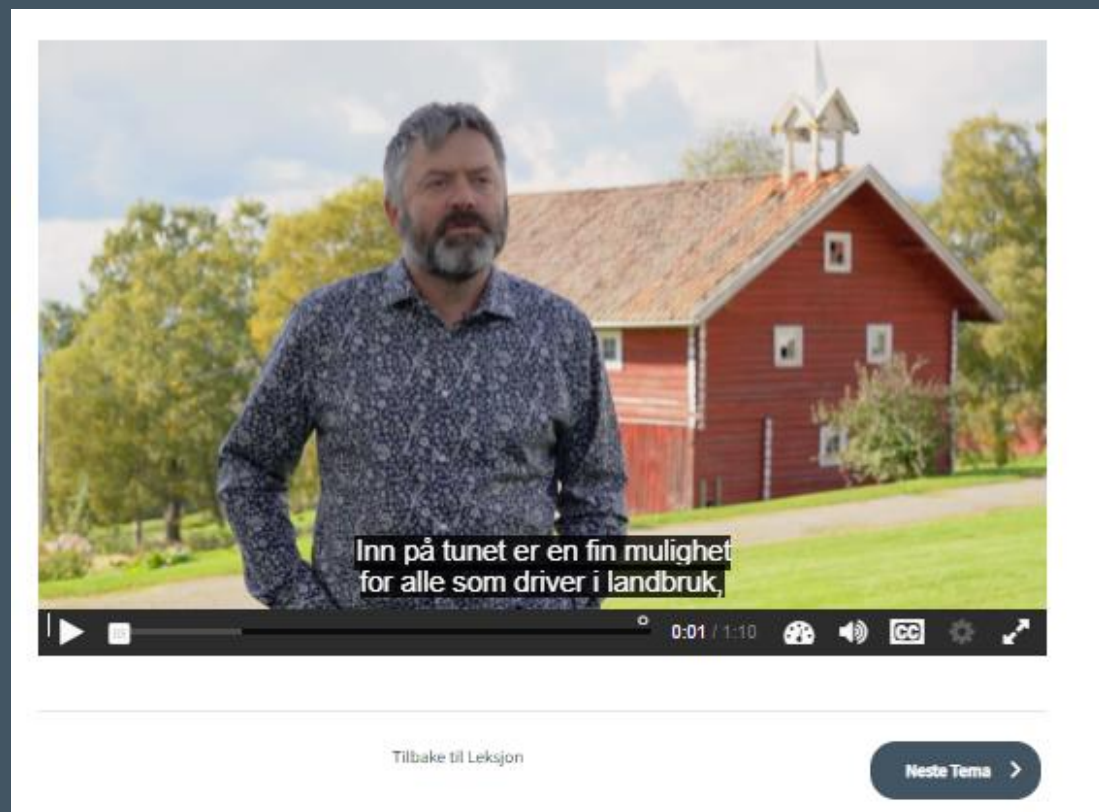 Inn på tunet er en fin mulighet
for alle som driver i landbruk,
0:01 / 1:10
CC
Tilbake til Leksjon
Neste Tema